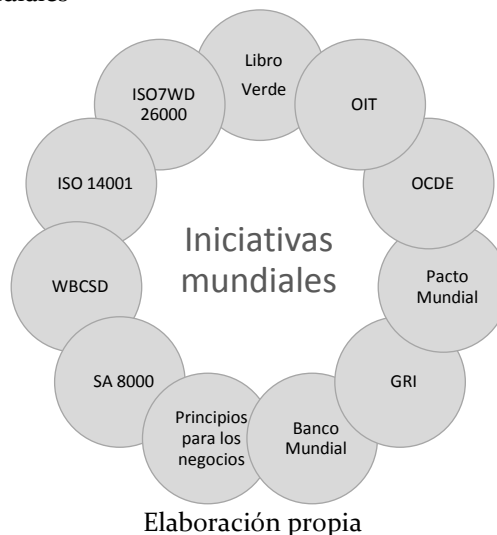 Libro
Verde
OIT
OCDE
Pacto
Mundial
GRI
Banco
Mundial
Principios
para los
negocios
SA 8000
WBCSD
ISO 14001
ISO7WD
26000
Iniciativas
mundiales
Elaboración propia